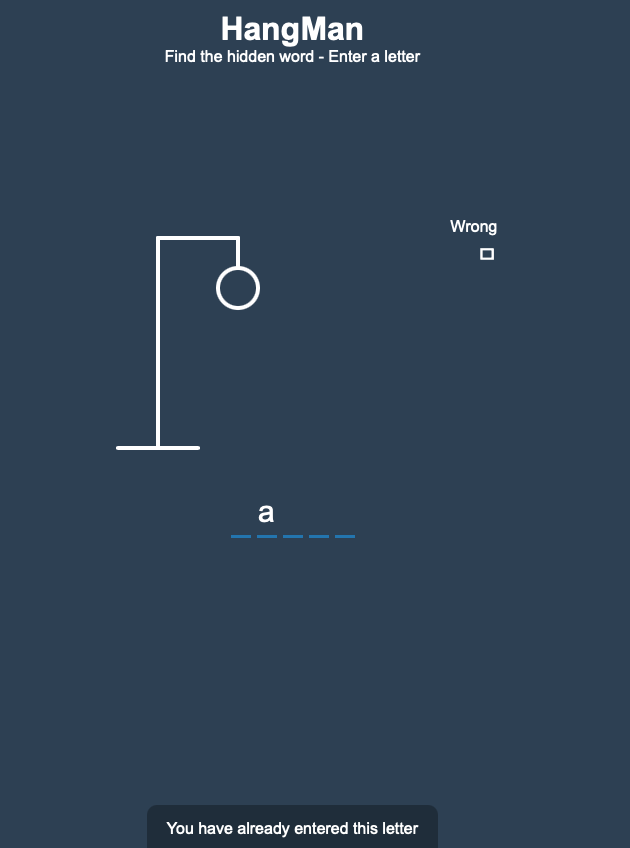 HangMan
Find the hidden word - Enter a letter
Wrong
a
You have already entered this letter